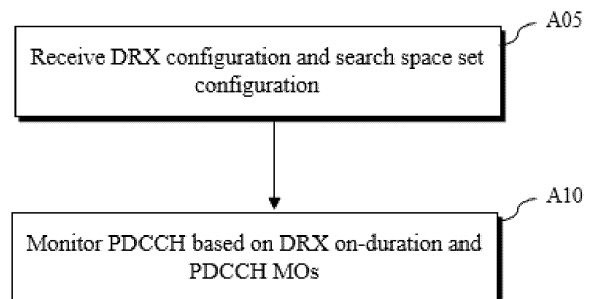 A05
Receive DRX configuration and search space set
configuration
A10
Monitor PDCCH based on DRX on-duration and
PDCCH MOs